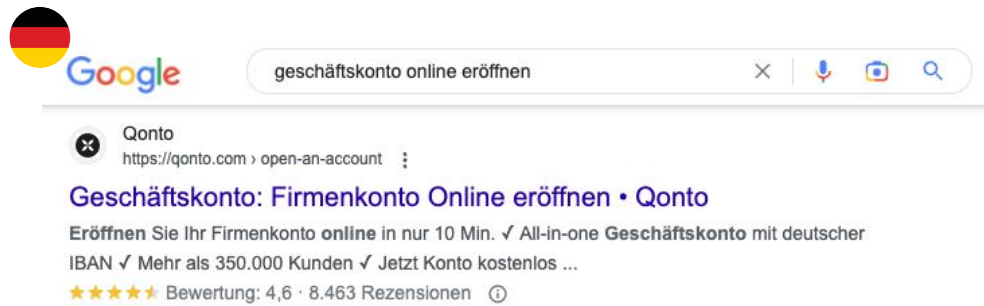 Google
geschäftskonto online eröffnen
Qonto
https://qonto.com › open-an-account
Geschäftskonto: Firmenkonto Online eröffnen • Qonto
Eröffnen Sie Ihr Firmenkonto online in nur 10 Min. ✓ All-in-one Geschäftskonto mit deutscher
IBAN ✓ Mehr als 350.000 Kunden ✓ Jetzt Konto kostenlos ...
Bewertung: 4,6 · 8.463 Rezensionen